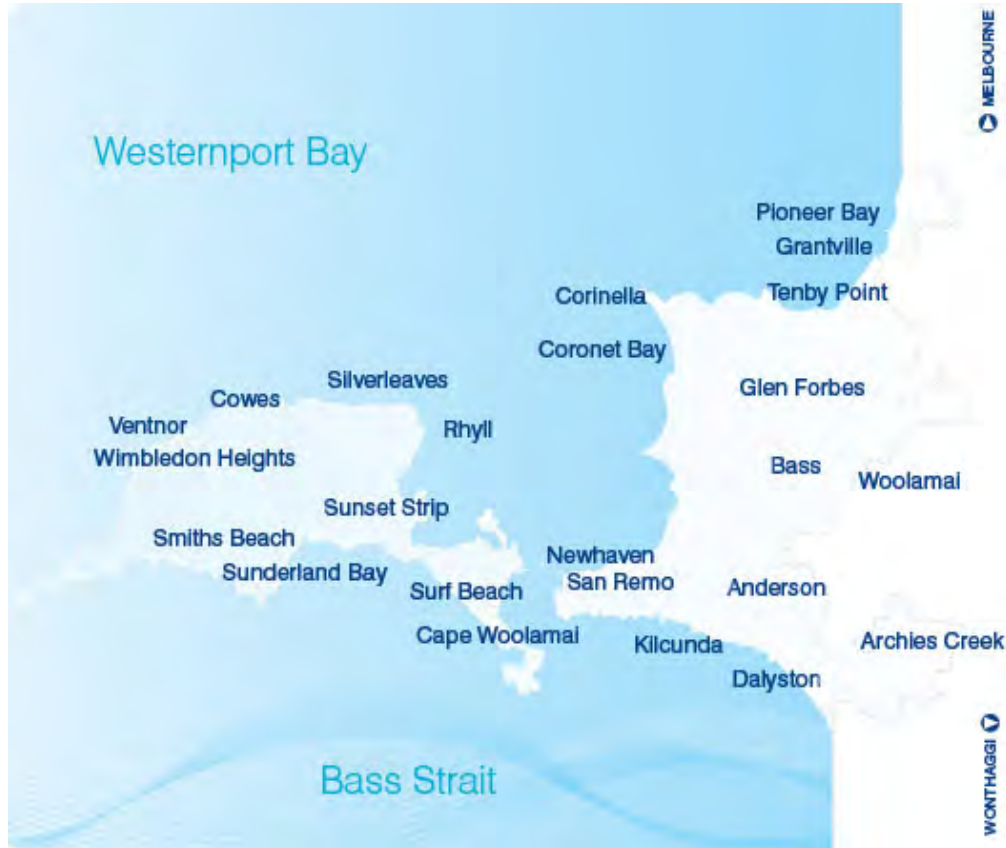 MELBOURNE
Westernport Bay
Pioneer Bay
Grantville
Corinella
Tenby Point
Coronet Bay
Silverleaves
Glen Forbes
Cowes
Ventnor
Rhyll
Wimbledon Heights
Bass
Woolamai
Sunset Strip
Smiths Beach
Newhaven
Sunderland Bay
San Remo
Surf Beach
Anderson
Cape Woolamai
Kilcunda
Archies Creek
Dalyston
Bass Strait
WONTHAGGI